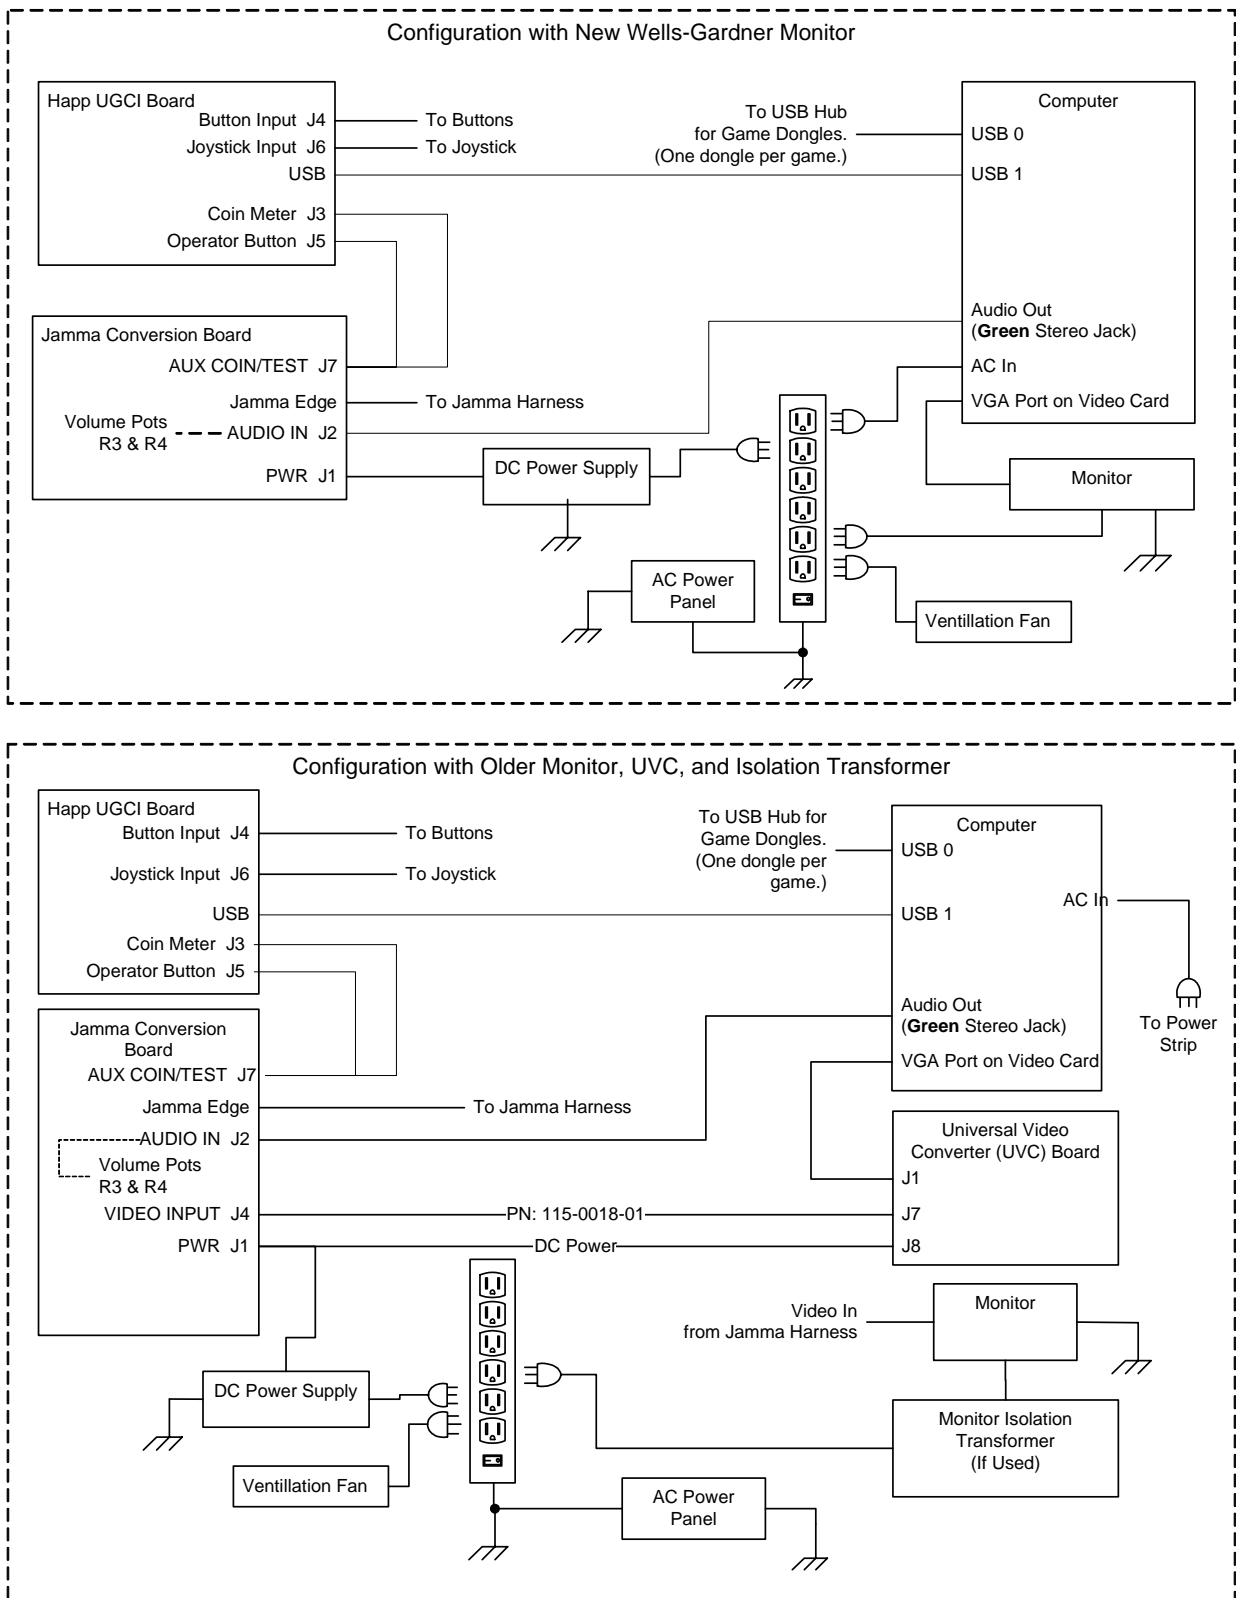 Configuration with New Wells-Gardner Monitor
Happ UGCI Board
Button Input J4
To Buttons
Joystick Input J6
To Joystick
USB
Coin Meter J3
Operator Button J5
To USB Hub
for Game Dongles.
(One dongle per game.)
Computer
USB 0
USB 1
Audio Out
(Green Stereo Jack)
AC In
VGA Port on Video Card
Jamma Conversion Board
AUX COIN/TEST J7
Jamma Edge
To Jamma Harness
Volume Pots
R3 & R4
AUDIO IN J2
PWR J1
DC Power Supply
Monitor
AC Power
Panel
Ventillation Fan
Configuration with Older Monitor, UVC, and Isolation Transformer
Happ UGCI Board
Button Input J4
To Buttons
Joystick Input J6
To Joystick
USB
Coin Meter J3
Operator Button J5
To USB Hub for
Game Dongles.
(One dongle per
game.)
Computer
USB 0
AC In
USB 1
Audio Out
(Green Stereo Jack)
VGA Port on Video Card
To Power
Strip
Jamma Conversion
Board
AUX COIN/TEST J7
Jamma Edge
To Jamma Harness
AUDIO IN J2
Volume Pots
R3 & R4
VIDEO INPUT J4
PN: 115-0018-01
PWR J1
DC Power
Universal Video
Converter (UVC) Board
J1
J7
J8
Video In
from Jamma Harness
Monitor
DC Power Supply
Monitor Isolation
Transformer
(If Used)
Ventillation Fan
AC Power
Panel